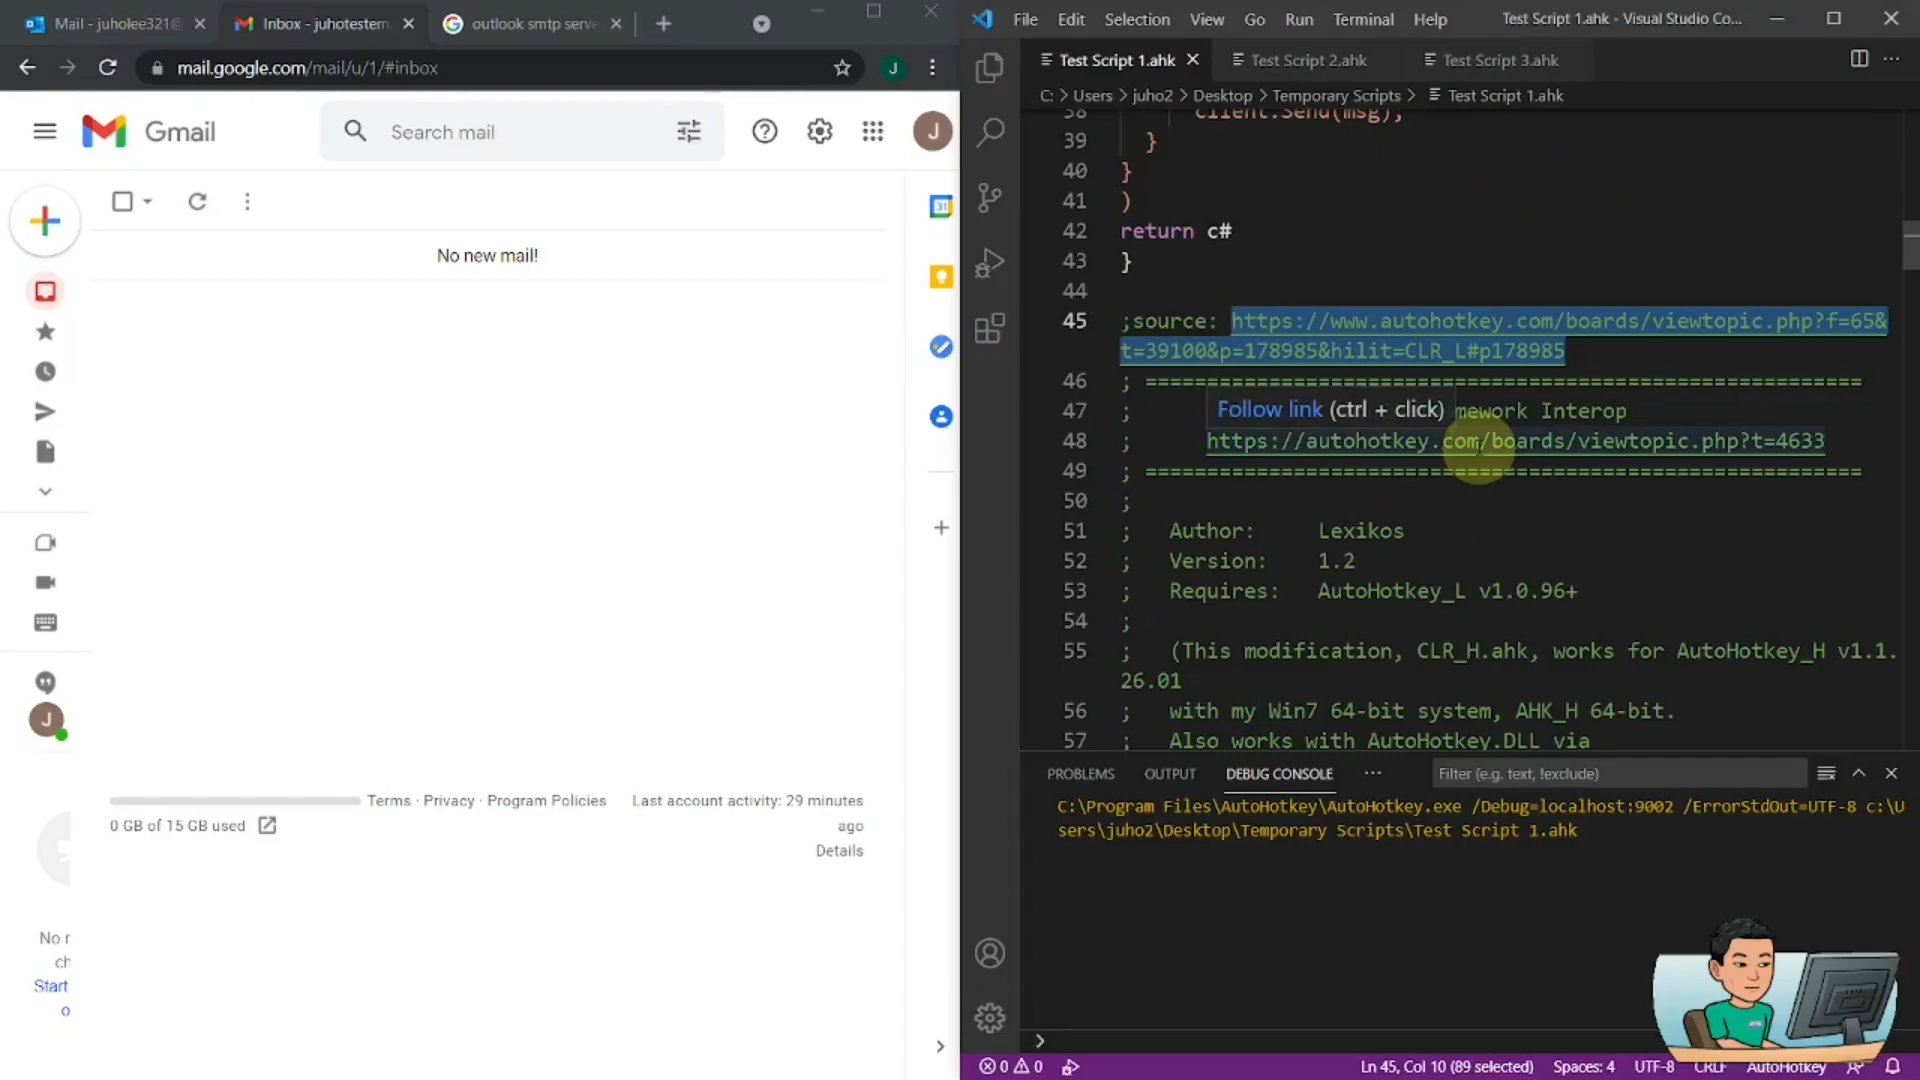 Mail - juholee321@
Inbox - juhotestem
outlook smtp serve
mail.google.com/mail/u/1/#inbox
J
Gmail
Search mail
J
31
No new mail!
J
Terms · Privacy · Program Policies
Last account activity: 29 minutes
ago
0 GB of 15 GB used
Details
No r
ch
Start
o
File Edit Selection View Go Run Terminal Help
Test Script 1.ahk - Visual Studio Co...
Test Script 1.ahk
Test Script 2.ahk
Test Script 3.ahk
C: > Users > juho2 > Desktop > Temporary Scripts > Test Script 1.ahk
38 client.Send(msg);
39 }
40 }
41 )
42 return c#
43 }
44
45 ;source: https://www.autohotkey.com/boards/viewtopic.php?f=65&
t=39100&p=178985&hilit=CLR_L#p178985
46 ; ==========================================================
47 ; mework Interop
Follow link (ctrl + click)
48 ; https://autohotkey.com/boards/viewtopic.php?t=4633
49 ; ==========================================================
50 ;
51 ; Author: Lexikos
52 ; Version: 1.2
53 ; Requires: AutoHotkey_L v1.0.96+
54 ;
55 ; (This modification, CLR_H.ahk, works for AutoHotkey_H v1.1.
26.01
56 ; with my Win7 64-bit system, AHK_H 64-bit.
57 ; Also works with AutoHotkey.DLL via
PROBLEMS OUTPUT DEBUG CONSOLE ··· Filter (e.g. text, !exclude)
C:\Program Files\AutoHotkey\AutoHotkey.exe /Debug=localhost:9002 /ErrorStdOut=UTF-8 c:\U
sers\juho2\Desktop\Temporary Scripts\Test Script 1.ahk
0 0
Ln 45, Col 10 (89 selected) Spaces: 4 UTF-8 CRLF AutoHotkey